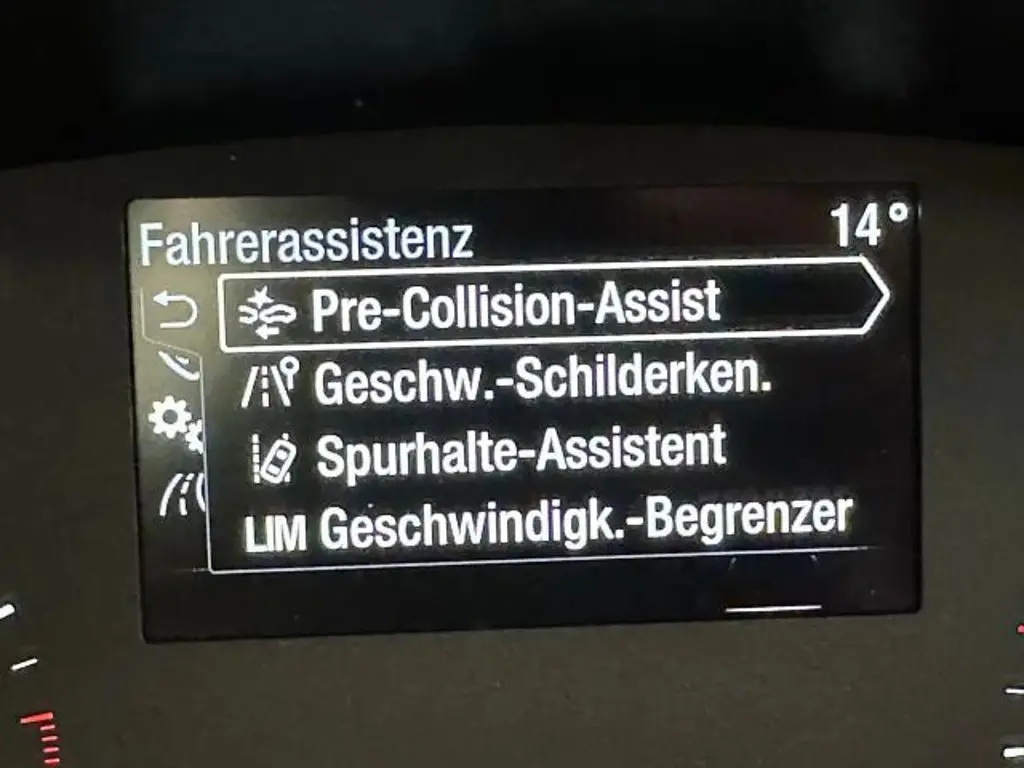 Fahrerassistenz 14°
Pre-Collision-Assist
Geschw.-Schilderken.
Spurhalte-Assistent
LIM Geschwindigk.-Begrenzer